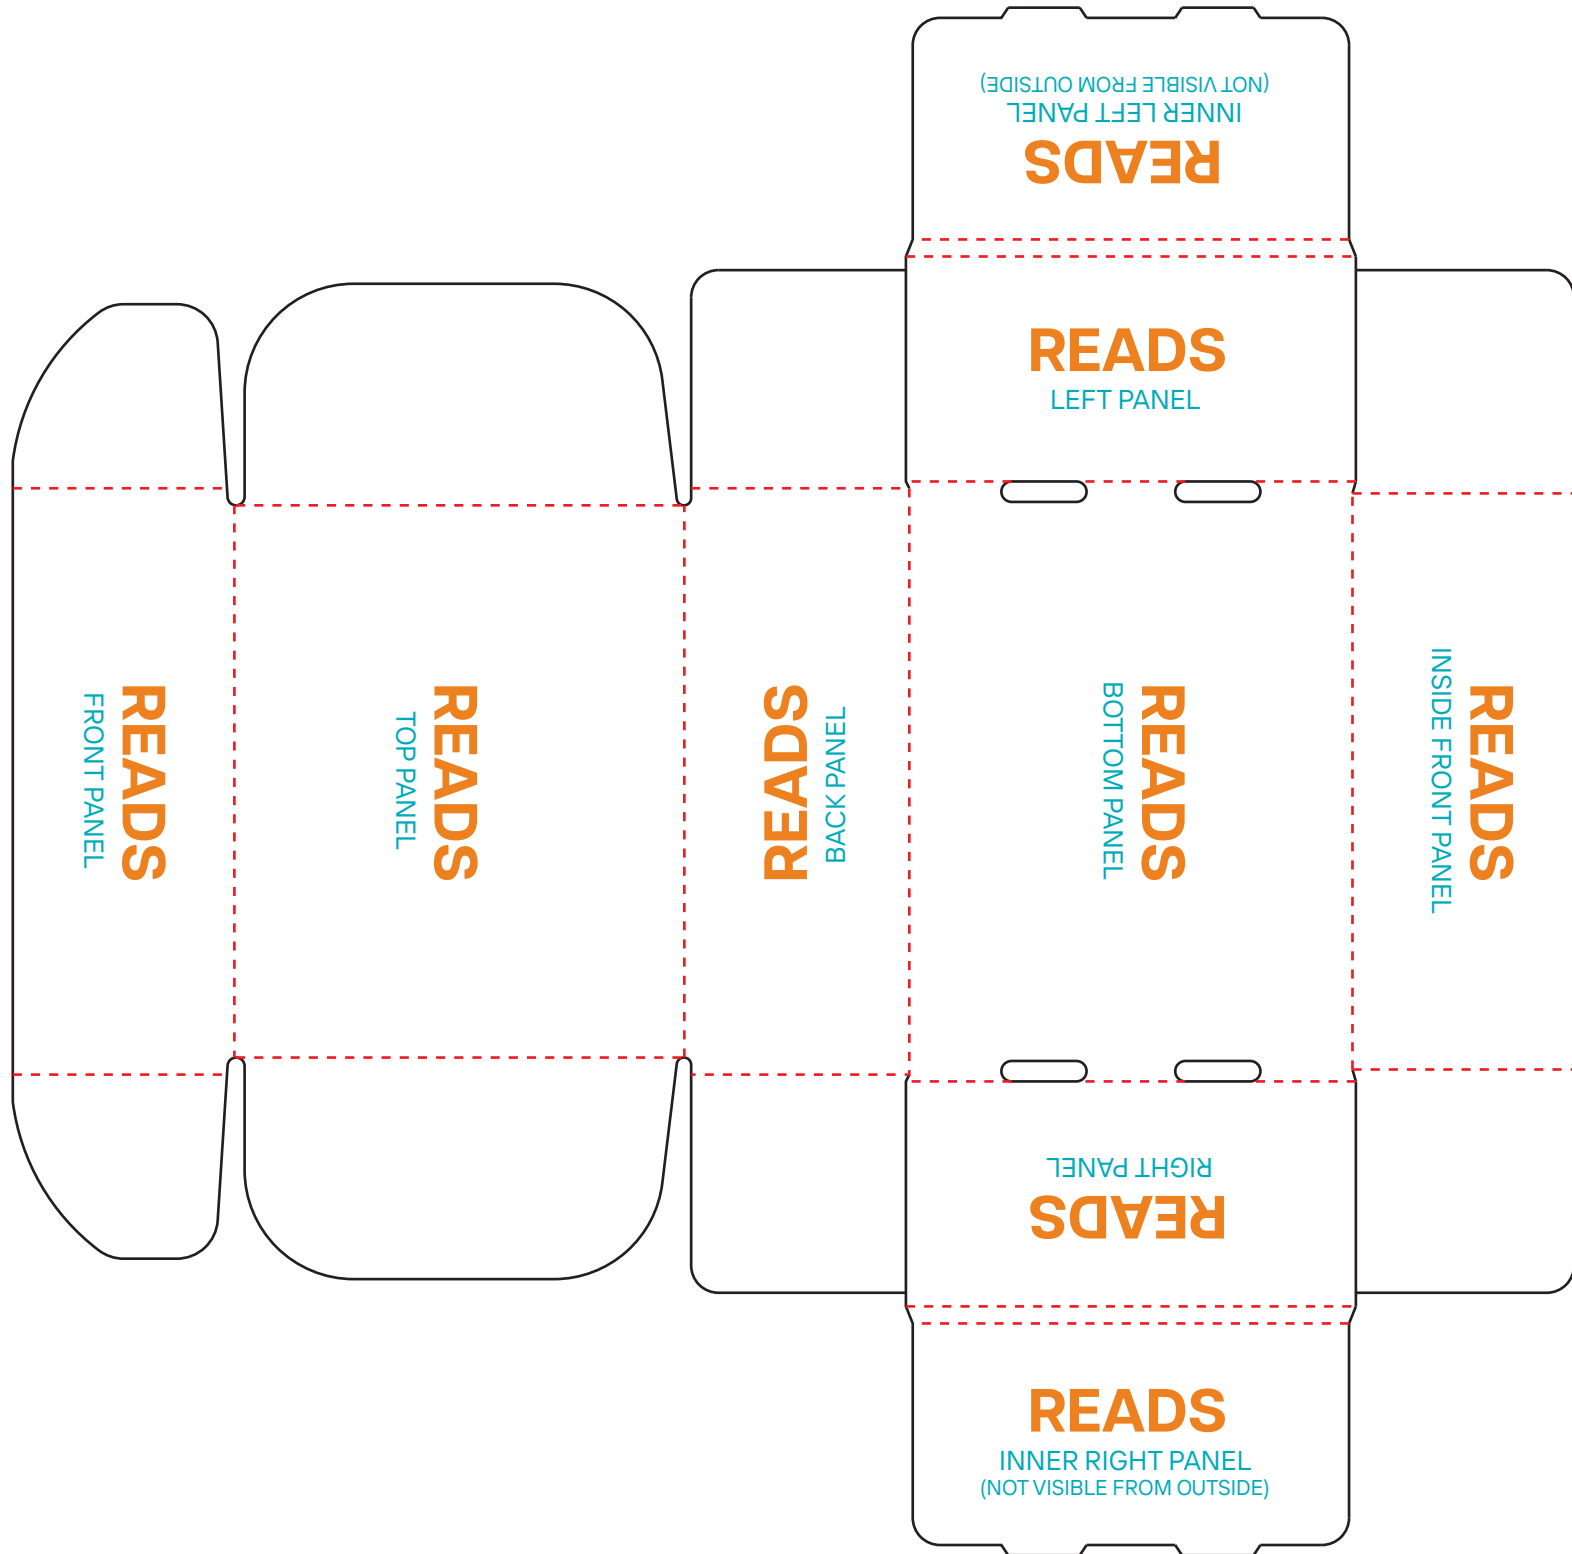 READS
INNER LEFT PANEL
(NOT VISIBLE FROM OUTSIDE)
READS
LEFT PANEL
READS
FRONT PANEL
READS
TOP PANEL
READS
BACK PANEL
READS
BOTTOM PANEL
READS
INSIDE FRONT PANEL
READS
RIGHT PANEL
READS
INNER RIGHT PANEL
(NOT VISIBLE FROM OUTSIDE)